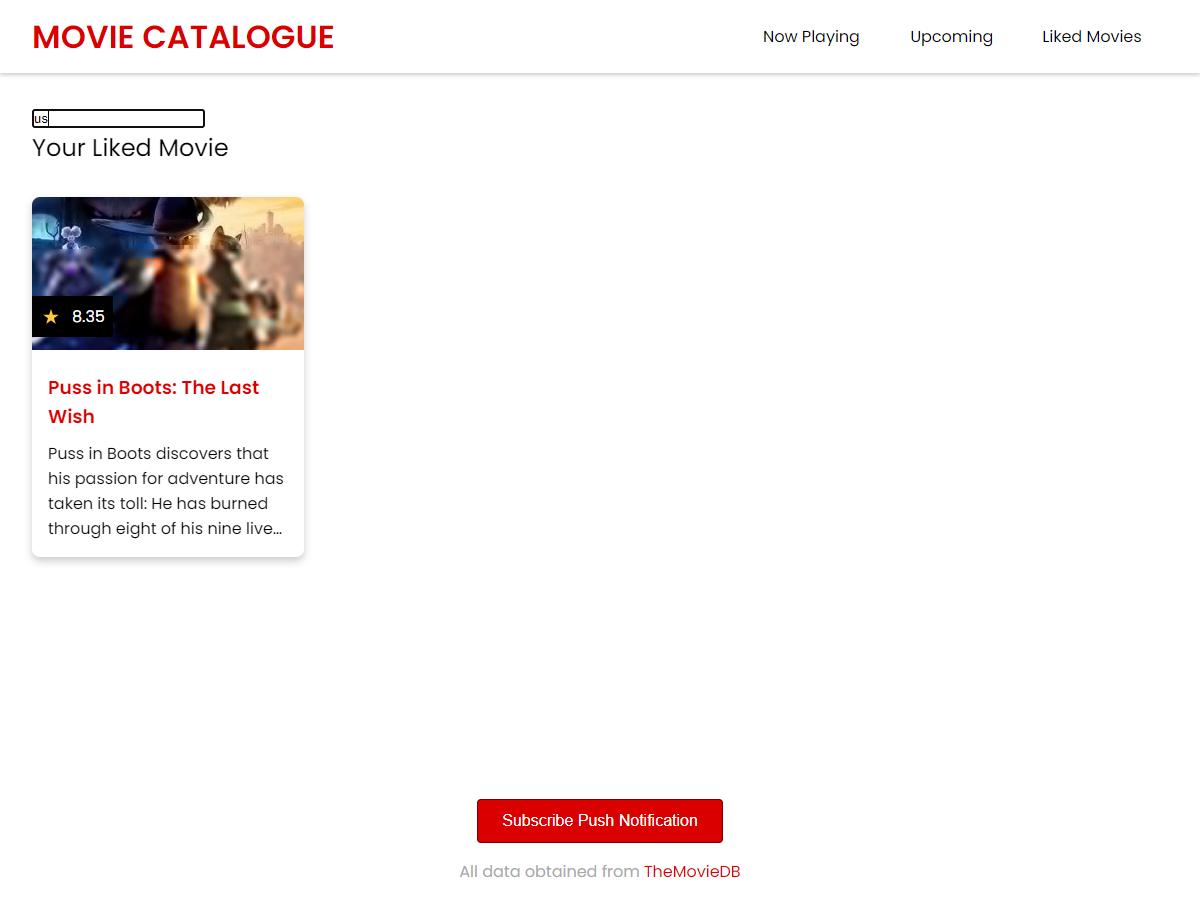 MOVIE CATALOGUE
Now Playing
Upcoming
Liked Movies
us
Your Liked Movie
8.35
Puss in Boots: The Last
Wish
Puss in Boots discovers that
his passion for adventure has
taken its toll: He has burned
through eight of his nine live...
Subscribe Push Notification
All data obtained from TheMovieDB